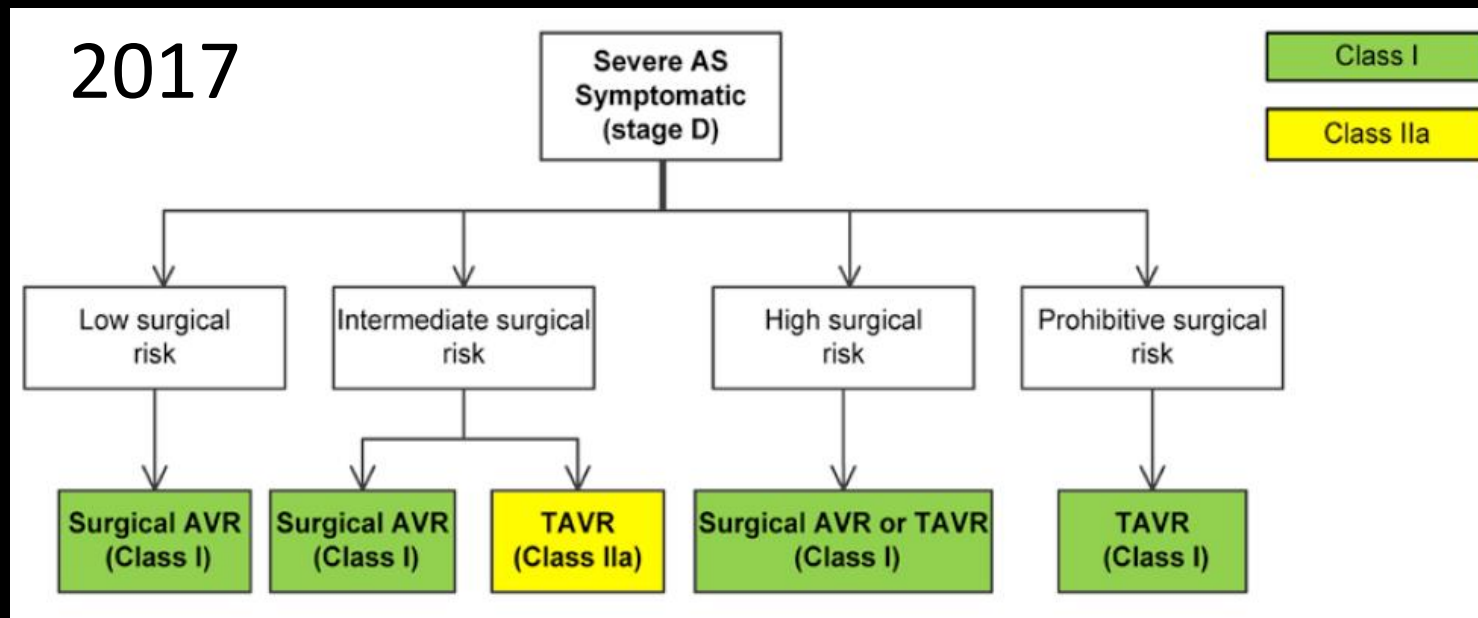 2017
Severe AS
Symptomatic
(stage D)
Class I
Class IIa
Low surgical
risk
Intermediate surgical
risk
High surgical
risk
Prohibitive surgical
risk
Surgical AVR
(Class I)
Surgical AVR
(Class I)
TAVR
(Class IIa)
Surgical AVR or TAVR
(Class I)
TAVR
(Class I)